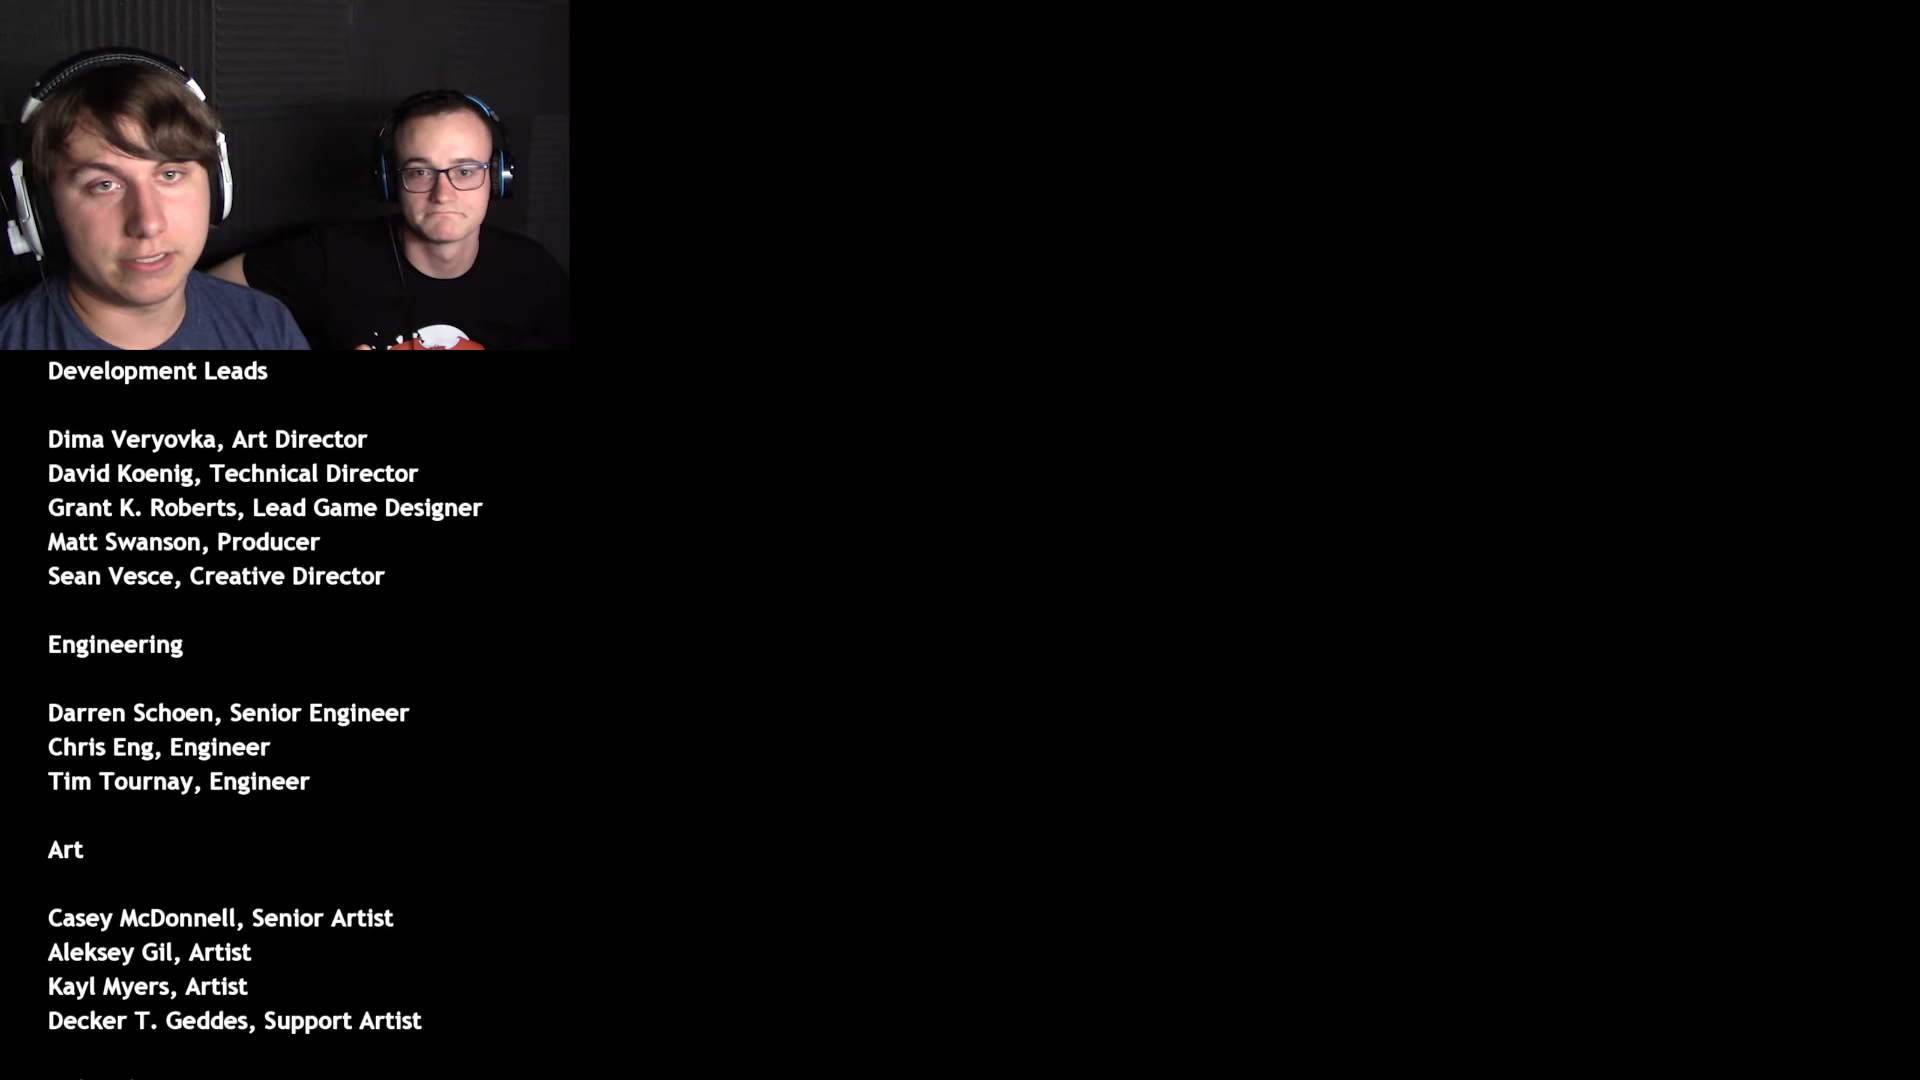 Development Leads
Dima Veryovka, Art Director
David Koenig, Technical Director
Grant K. Roberts, Lead Game Designer
Matt Swanson, Producer
Sean Vesce, Creative Director
Engineering
Darren Schoen, Senior Engineer
Chris Eng, Engineer
Tim Tournay, Engineer
Art
Casey McDonnell, Senior Artist
Aleksey Gil, Artist
Kayl Myers, Artist
Decker T. Geddes, Support Artist